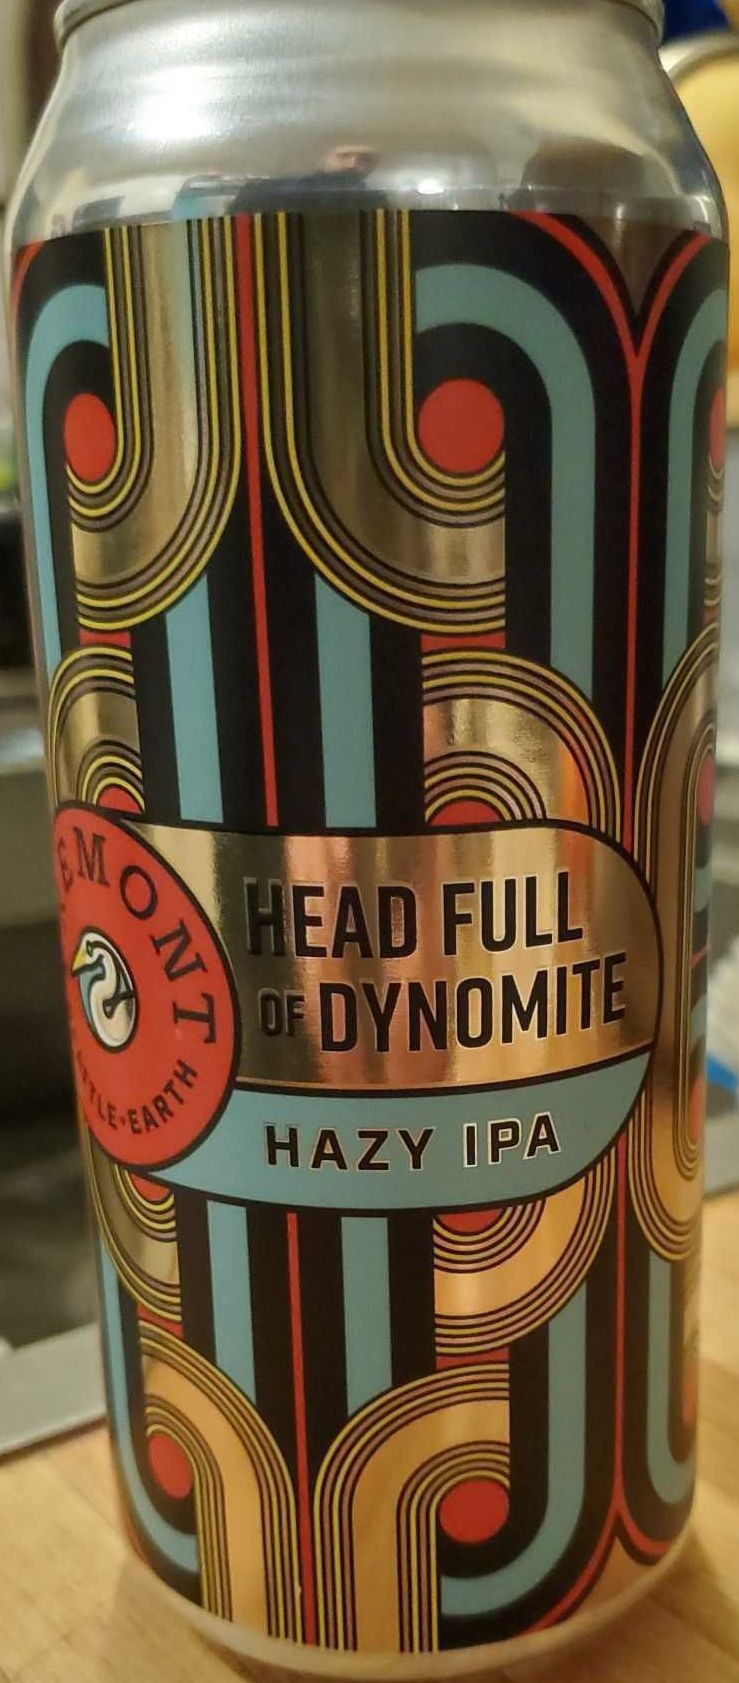 EMONT
TTLE•EARTH
HEAD FULL
OF DYNOMITE
HAZY IPA